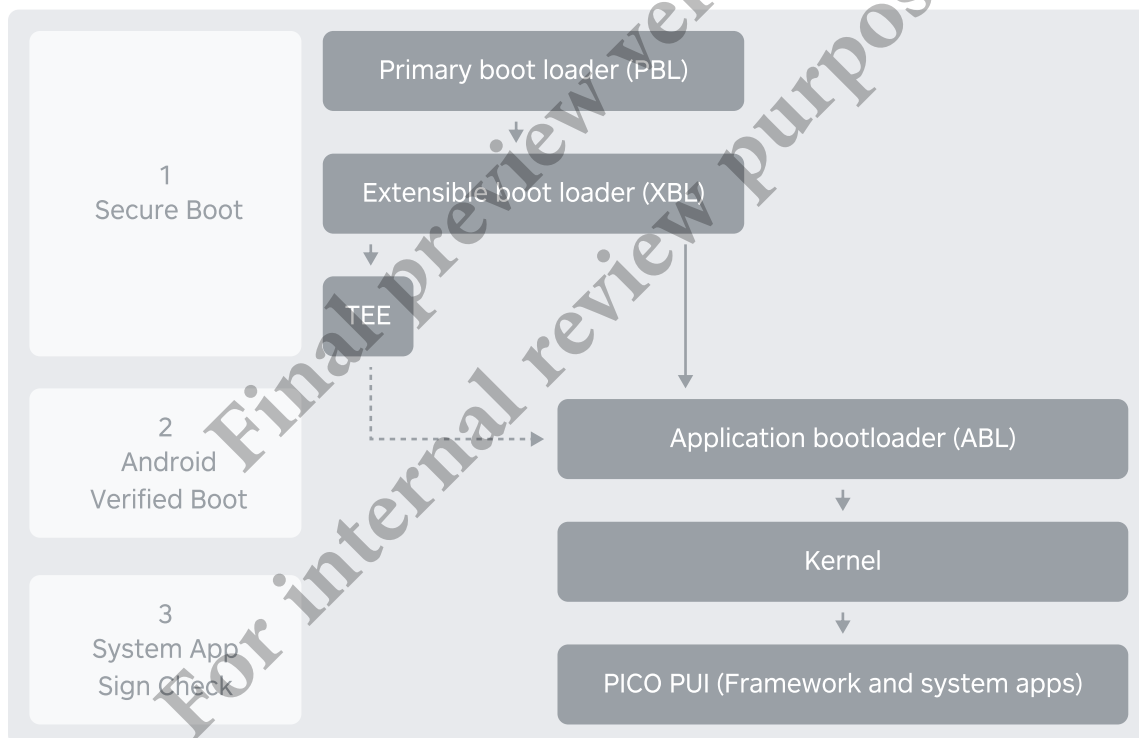 Primary boot loader (PBL)
1
Secure Boot
Extensible boot loader (XBL)
TEE
2
Android
Verified Boot
Application bootloader (ABL)
Kernel
3
System App
Sign Check
PICO PUI (Framework and system apps)
Final preview ver
For internal review purpos